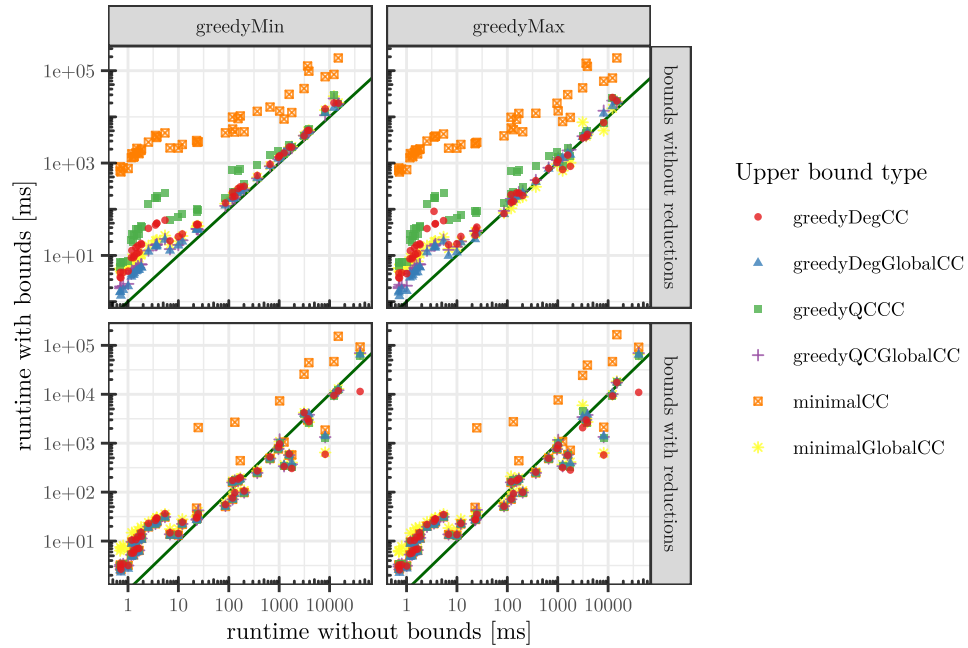 greedyMin
greedyMax
1e+05
1e+03
1e+01
bounds without reductions
1e+05
1e+04
1e+03
1e+02
1e+01
bounds with reductions
1 10 100 1000 10000
1 10 100 1000 10000
runtime without bounds [ms]
runtime with bounds [ms]
Upper bound type
greedyDegCC
greedyDegGlobalCC
greedyQCCC
greedyQCGlobalCC
minimalCC
minimalGlobalCC